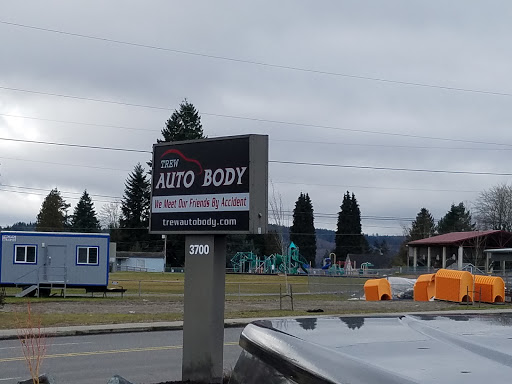 TREW
AUTO BODY
We Meet Our Friends By Accident
trewautobody.com
3700